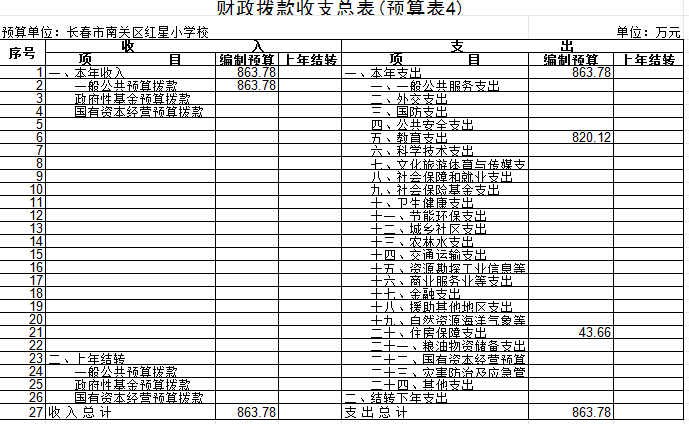 财政拨款收支总表(预算表4)
预算单位：长春市南关区红星小学校 单位：万元
序号 收 入 支 出
项 目 编制预算 上年结转 项 目 编制预算 上年结转
1 一、本年收入 863.78 一、本年支出 863.78
2 一般公共预算拨款 863.78 一、一般公共服务支出
3 政府性基金预算拨款 二、外交支出
4 国有资本经营预算拨款 三、国防支出
5 四、公共安全支出
6 五、教育支出 820.12
7 六、科学技术支出
8 七、文化旅游体育与传媒支
9 八、社会保障和就业支出
10 九、社会保险基金支出
11 十、卫生健康支出
12 十一、节能环保支出
13 十二、城乡社区支出
14 十三、农林水支出
15 十四、交通运输支出
16 十五、资源勘探工业信息等
17 十六、商业服务业等支出
18 十七、金融支出
19 十八、援助其他地区支出
20 十九、自然资源海洋气象等
21 二十、住房保障支出 43.66
22 二十一、粮油物资储备支出
23 二、上年结转 二十二、国有资本经营预算
24 一般公共预算拨款 二十三、灾害防治及应急管
25 政府性基金预算拨款 二十四、其他支出
26 国有资本经营预算拨款 二、结转下年支出
27 收入总计 863.78 支出总计 863.78